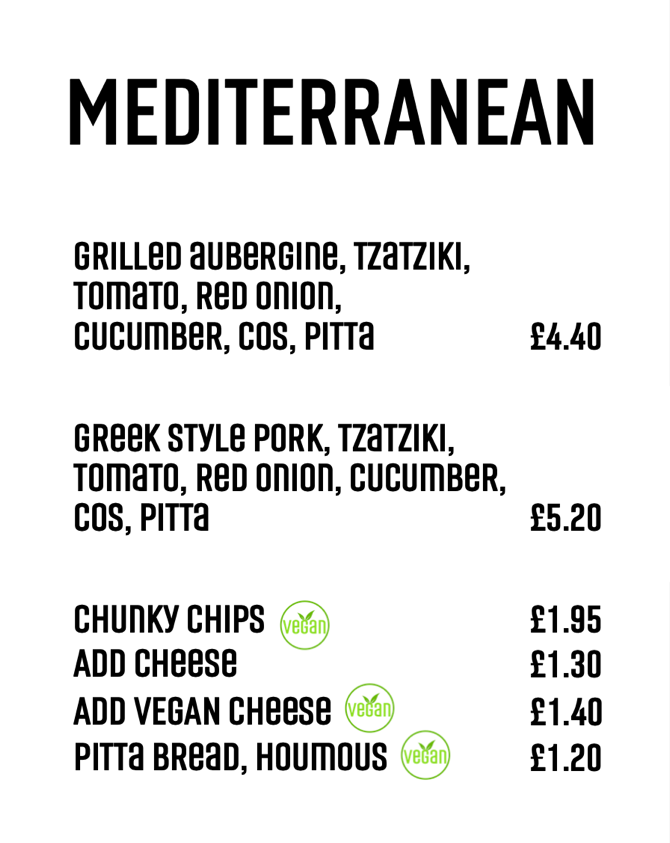 MEDITERRANEAN
GRILLED AUBERGINE, TZATZIKI,
TOMATO, RED ONION,
CUCUMBER, COS, PITTA £4.40
GREEK STYLE PORK, TZATZIKI,
TOMATO, RED ONION, CUCUMBER,
COS, PITTA £5.20
CHUNKY CHIPS vegan £1.95
ADD CHEESE £1.30
ADD VEGAN CHEESE vegan £1.40
PITTA BREAD, HOUMOUS vegan £1.20